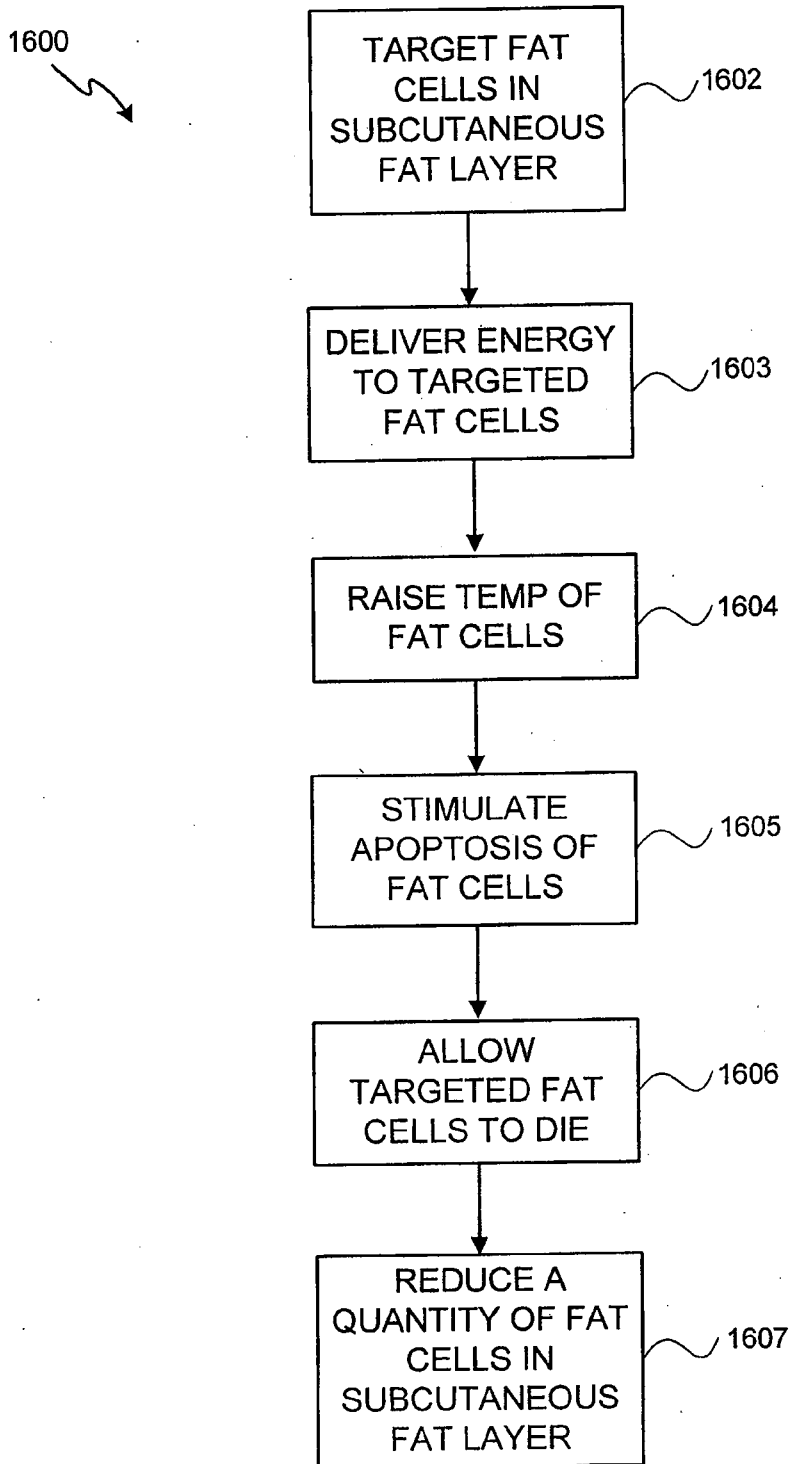 1600
TARGET FAT
CELLS IN
SUBCUTANEOUS
FAT LAYER
1602
DELIVER ENERGY
TO TARGETED
FAT CELLS
1603
RAISE TEMP OF
FAT CELLS
1604
STIMULATE
APOPTOSIS OF
FAT CELLS
1605
ALLOW
TARGETED FAT
CELLS TO DIE
1606
REDUCE A
QUANTITY OF FAT
CELLS IN
SUBCUTANEOUS
FAT LAYER
1607